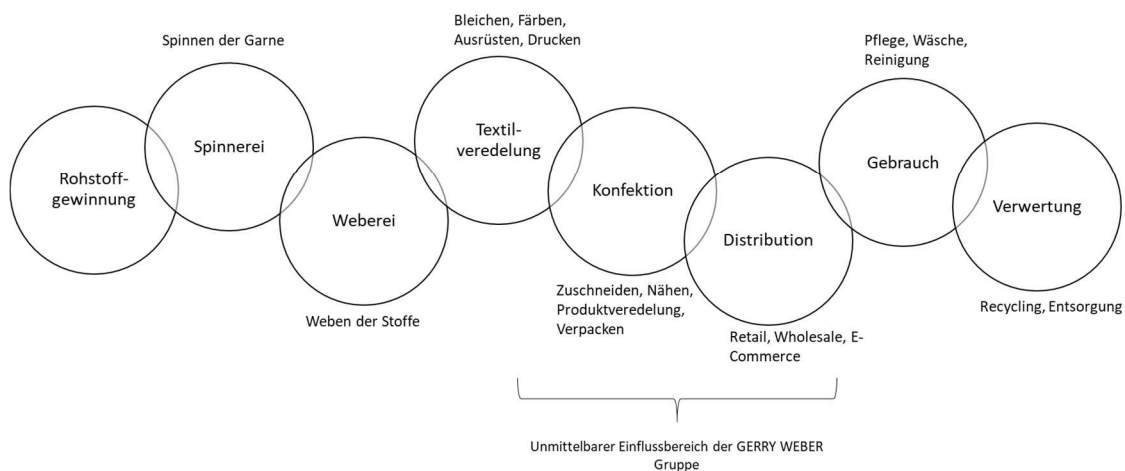 Rohstoff-
gewinnung
Spinnen der Garne
Spinnerei
Weberei
Weben der Stoffe
Bleichen, Färben,
Ausrüsten, Drucken
Textil-
veredelung
Konfektion
Zuschneiden, Nähen,
Produktveredelung,
Verpacken
Distribution
Retail, Wholesale, E-
Commerce
Pflege, Wäsche,
Reinigung
Gebrauch
Verwertung
Recycling, Entsorgung
Unmittelbarer Einflussbereich der GERRY WEBER
Gruppe